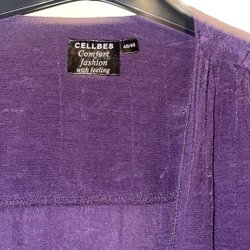 CELLBES
Comfort
fashion
with feeling
46/48